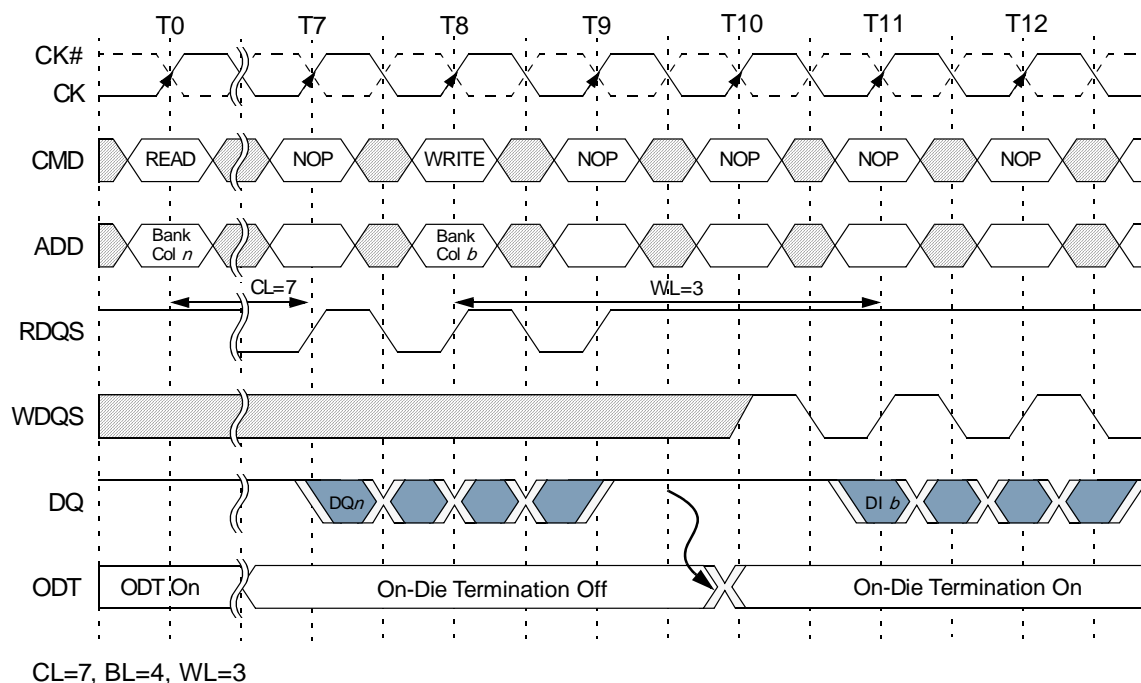 T0 T7 T8 T9 T10 T11 T12
CK#
CK
CMD READ NOP WRITE NOP NOP NOP NOP
ADD Bank Col n Bank Col b
CL=7 WL=3
RDQS
WDQS
DQ DQn DI b
ODT ODT On On-Die Termination Off On-Die Termination On
CL=7, BL=4, WL=3